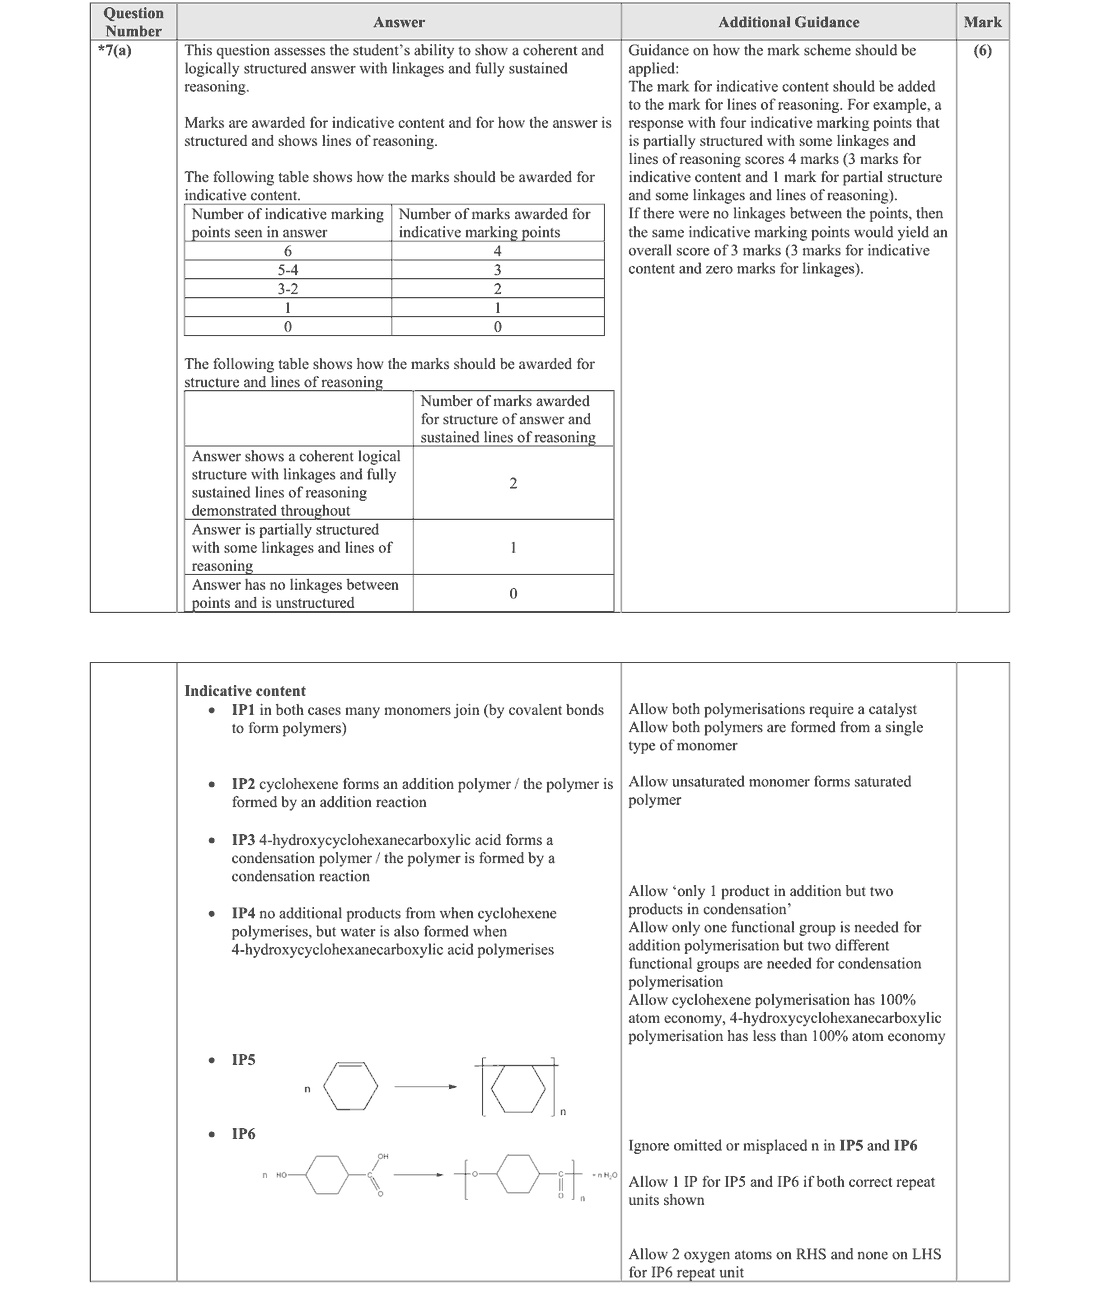 Question Number
Answer
Additional Guidance
Mark
*7(a)
This question assesses the student's ability to show a coherent and
logically structured answer with linkages and fully sustained
reasoning.
Marks are awarded for indicative content and for how the answer is
structured and shows lines of reasoning.
The following table shows how the marks should be awarded for
indicative content.
Number of indicative marking
points seen in answer
Number of marks awarded for
indicative marking points
6
4
5-4
3
3-2
2
1
1
0
0
The following table shows how the marks should be awarded for
structure and lines of reasoning
Number of marks awarded
for structure of answer and
sustained lines of reasoning
Answer shows a coherent logical
structure with linkages and fully
sustained lines of reasoning
demonstrated throughout
2
Answer is partially structured
with some linkages and lines of
reasoning
1
Answer has no linkages between
points and is unstructured
0
Guidance on how the mark scheme should be
applied:
The mark for indicative content should be added
to the mark for lines of reasoning. For example, a
response with four indicative marking points that
is partially structured with some linkages and
lines of reasoning scores 4 marks (3 marks for
indicative content and 1 mark for partial structure
and some linkages and lines of reasoning).
If there were no linkages between the points, then
the same indicative marking points would yield an
overall score of 3 marks (3 marks for indicative
content and zero marks for linkages).
(6)
Indicative content
• IP1 in both cases many monomers join (by covalent bonds
to form polymers)
Allow both polymerisations require a catalyst
Allow both polymers are formed from a single
type of monomer
• IP2 cyclohexene forms an addition polymer / the polymer is
formed by an addition reaction
Allow unsaturated monomer forms saturated
polymer
• IP3 4-hydroxycyclohexanecarboxylic acid forms a
condensation polymer / the polymer is formed by a
condensation reaction
• IP4 no additional products from when cyclohexene
polymerises, but water is also formed when
4-hydroxycyclohexanecarboxylic acid polymerises
Allow 'only 1 product in addition but two
products in condensation'
Allow only one functional group is needed for
addition polymerisation but two different
functional groups are needed for condensation
polymerisation
Allow cyclohexene polymerisation has 100%
atom economy, 4-hydroxycyclohexanecarboxylic
polymerisation has less than 100% atom economy
• IP5
n
n
• IP6
n HO
OH
C
O
O
C
O
n
+ n H₂O
Ignore omitted or misplaced n in IP5 and IP6
Allow 1 IP for IP5 and IP6 if both correct repeat
units shown
Allow 2 oxygen atoms on RHS and none on LHS
for IP6 repeat unit